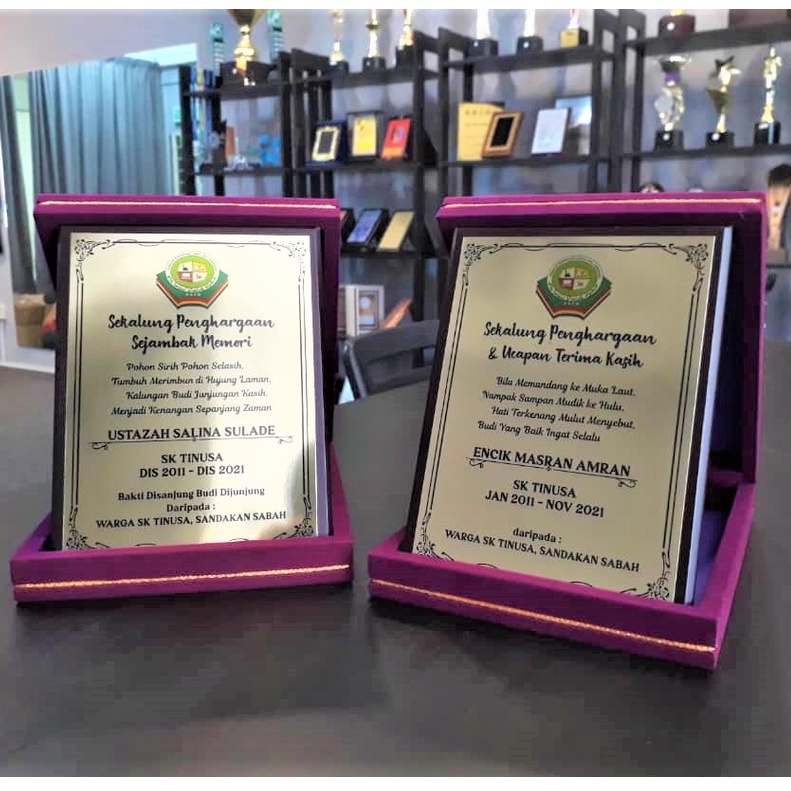 Sekalung Penghargaan
Sejambak Memori
Pohon Sirih Pohon Selasih,
Tumbuh Merimbun di Hujung Laman,
Kalungan Budi Junjungan Kasih,
Menjadi Kenangan Sepanjang Zaman
USTAZAH SALINA SULADE
SK TINUSA
DIS 2011 - DIS 2021
Bakti Disanjung Budi Dijunjung
Daripada :
WARGA SK TINUSA, SANDAKAN SABAH
Sekalung Penghargaan
& Ucapan Terima Kasih
Bila Memandang ke Muka Laut,
Nampak Sampan Mudik ke Hulu,
Hati Terkenang Mulut Menyebut,
Budi Yang Baik Ingat Selalu
ENCIK MASRAN AMRAN
SK TINUSA
JAN 2011 - NOV 2021
daripada :
WARGA SK TINUSA, SANDAKAN SABAH